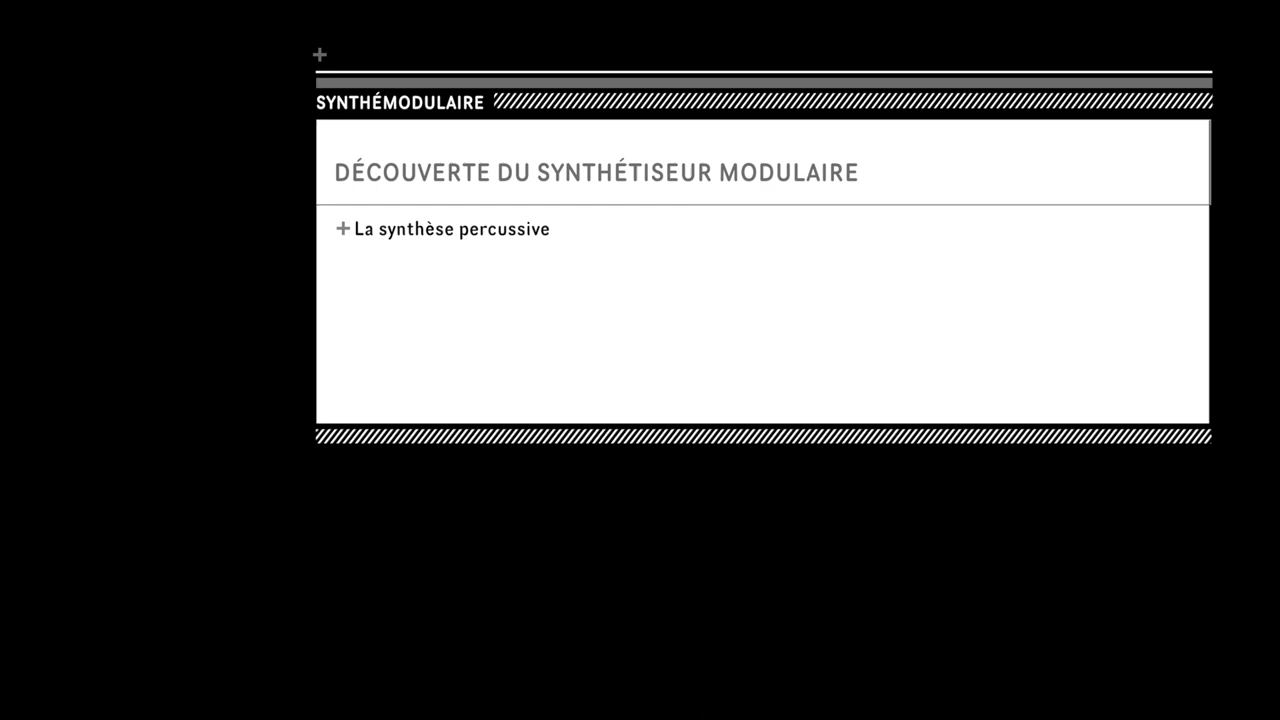 SYNTHÉMODULAIRE
DÉCOUVERTE DU SYNTHÉTISEUR MODULAIRE
+ La synthèse percussive